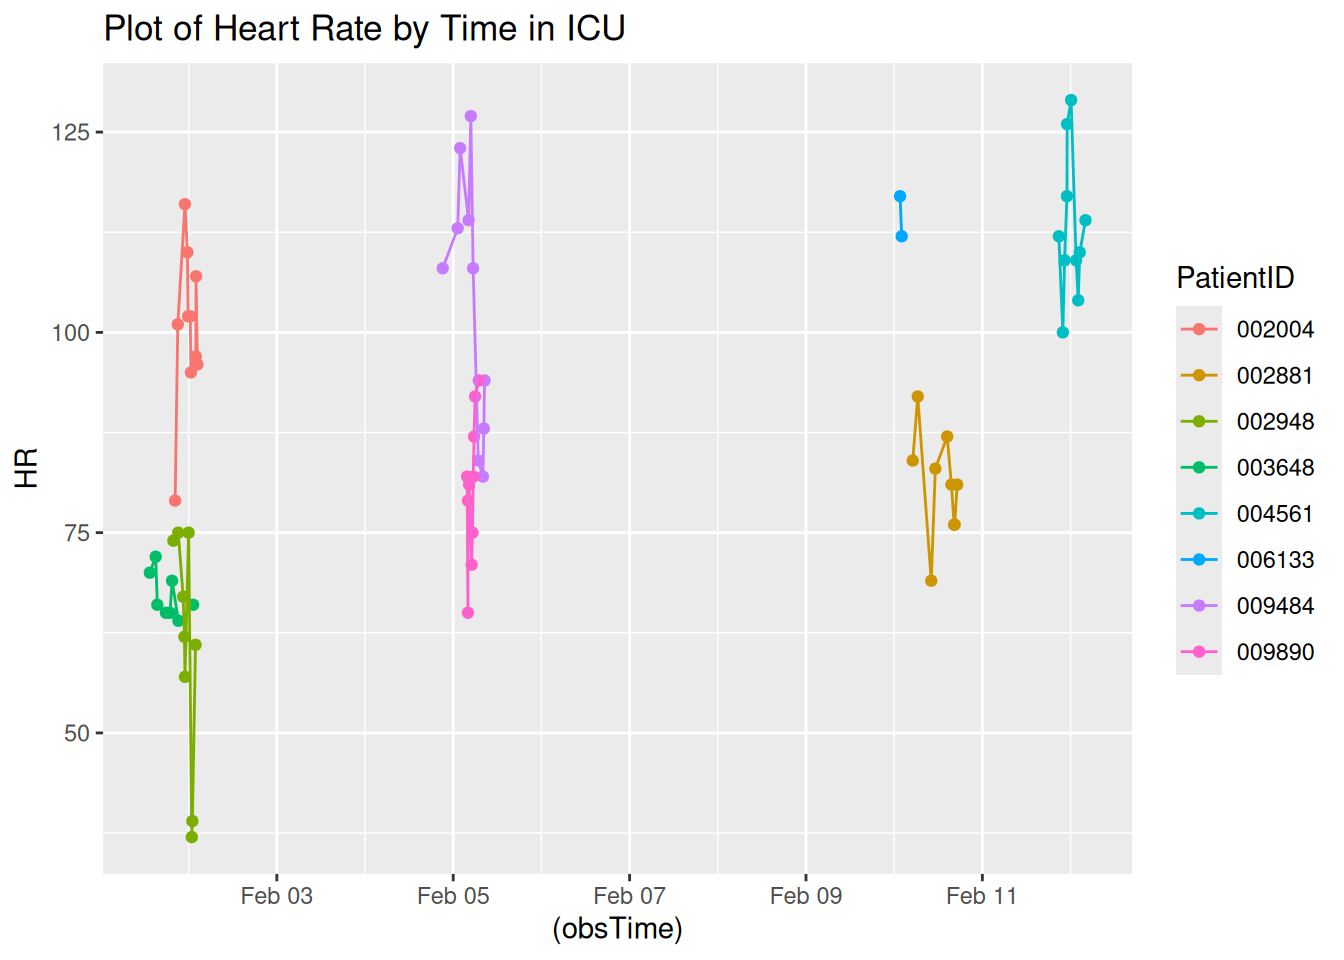 Plot of Heart Rate by Time in ICU
HR
125
100
75
50
Feb 03
Feb 05
Feb 07
Feb 09
Feb 11
(obsTime)
PatientID
002004
002881
002948
003648
004561
006133
009484
009890